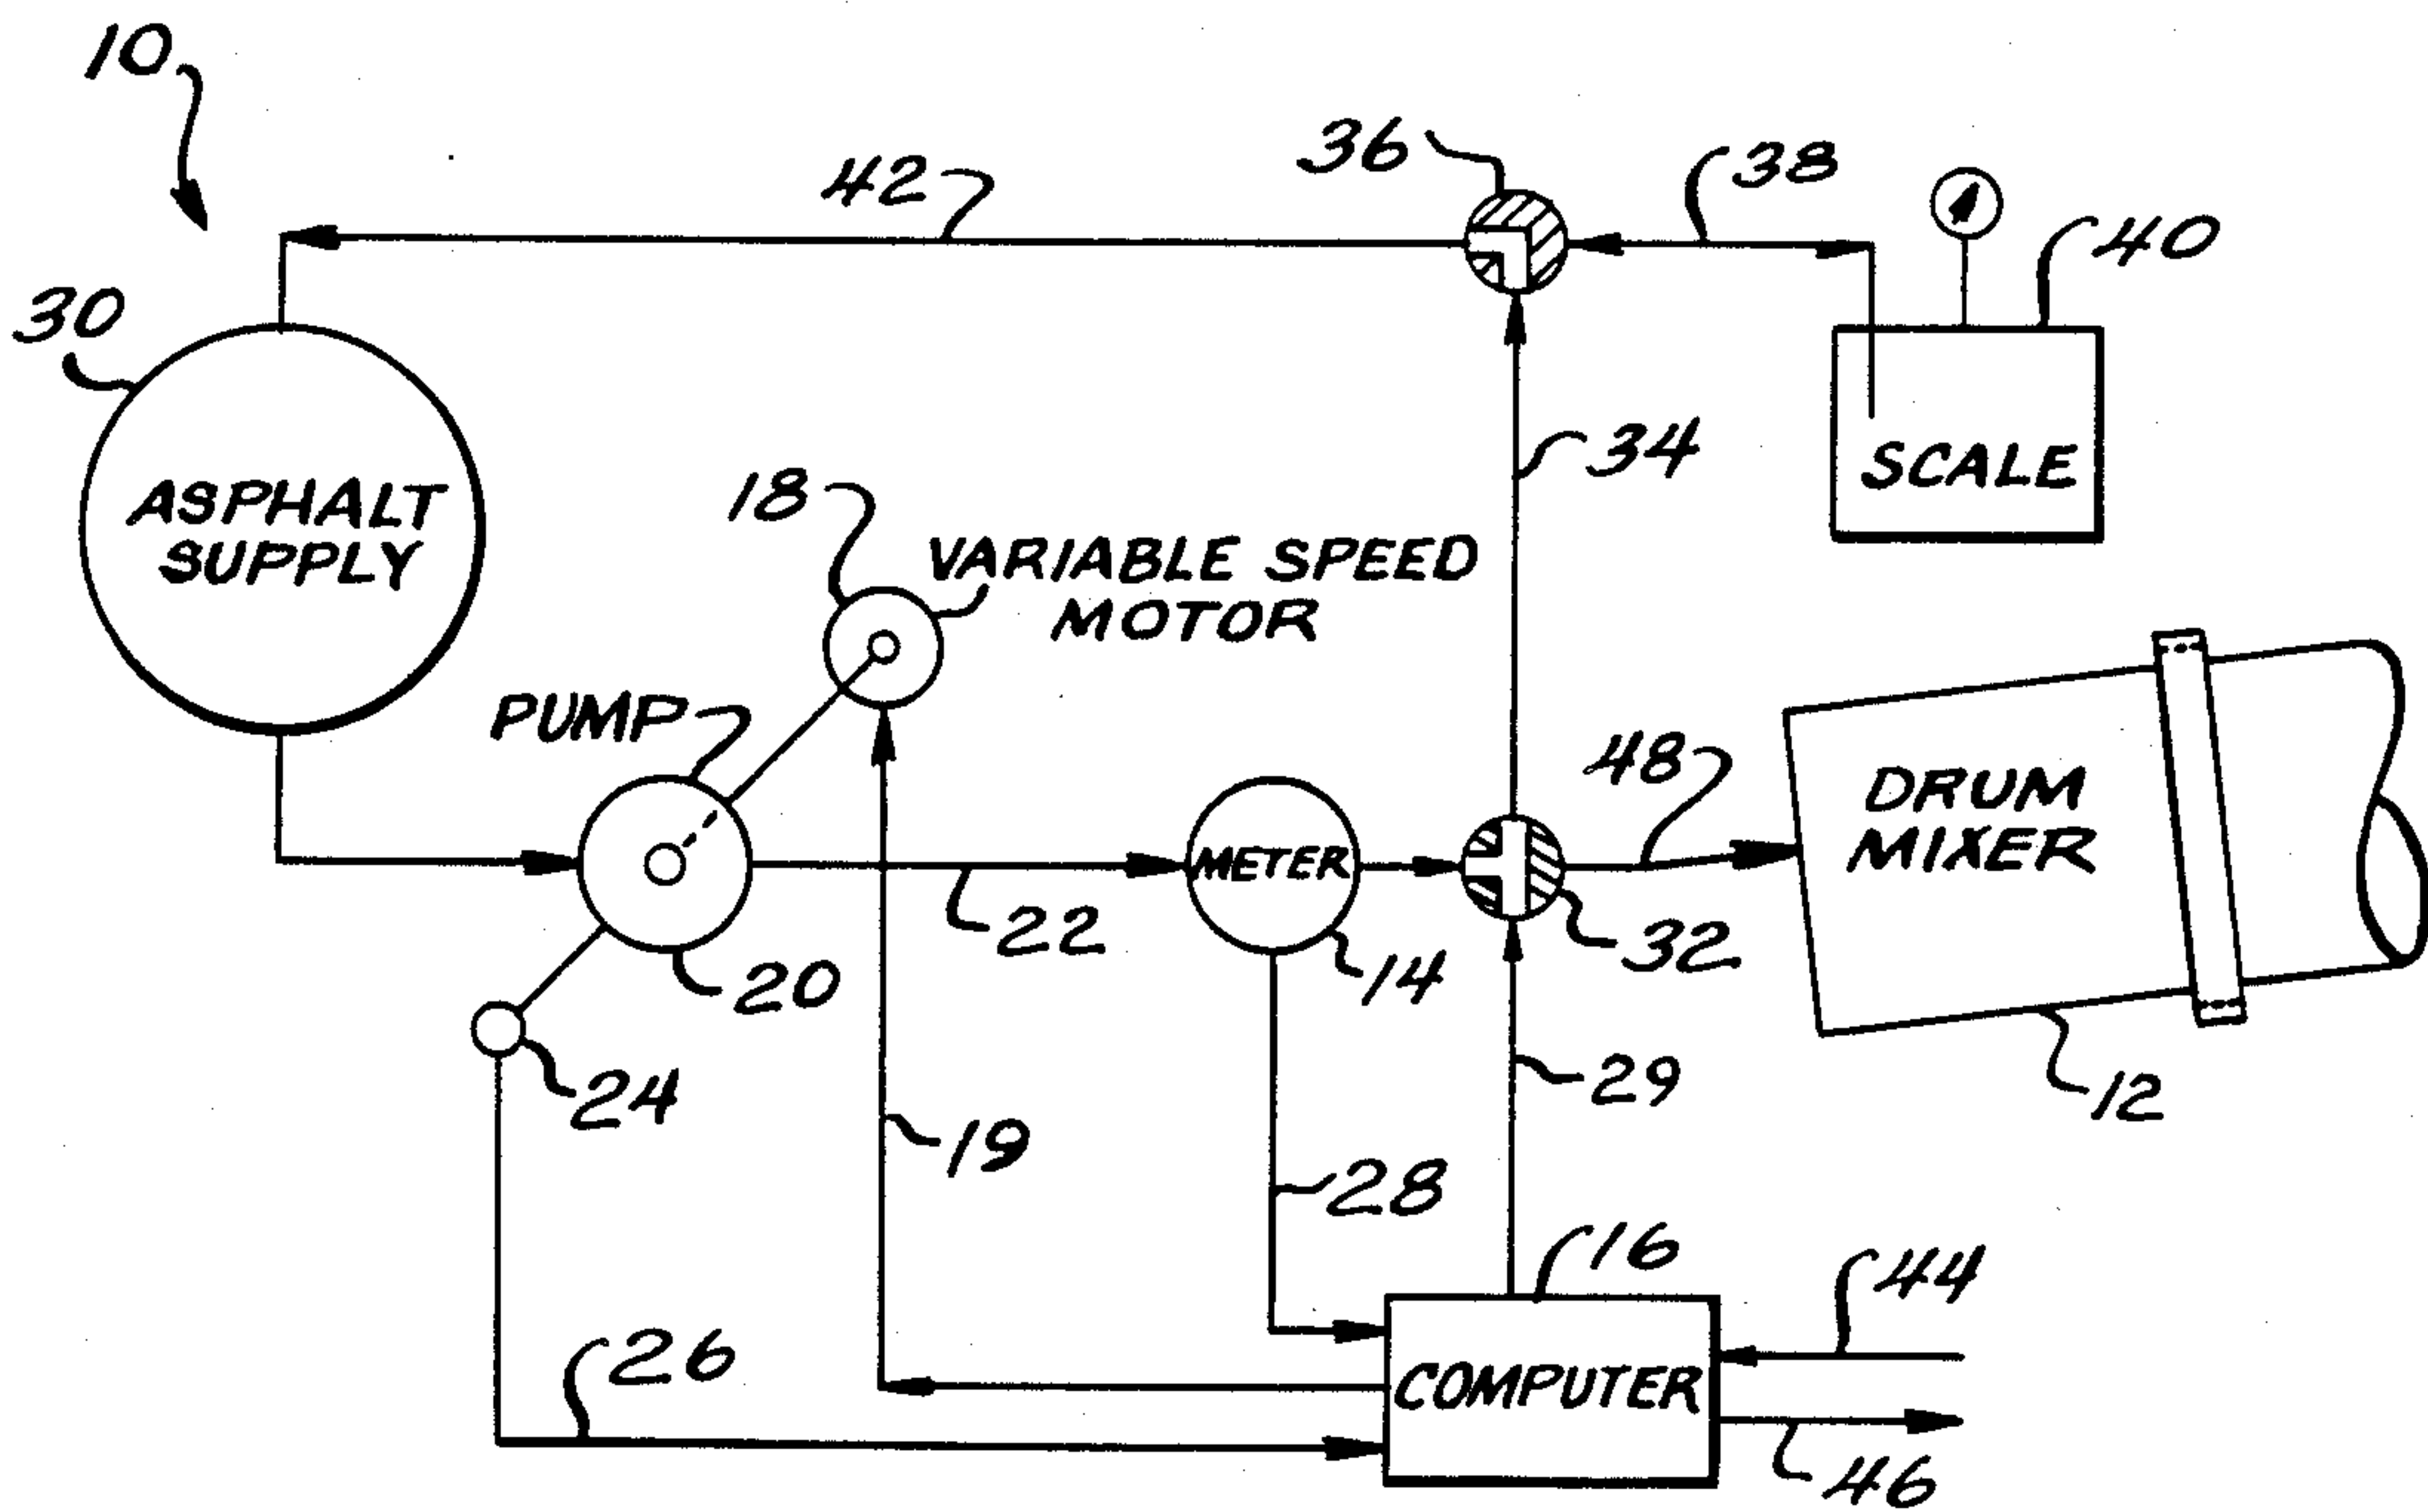 10
36
38
42
40
30
34
SCALE
ASPHALT
SUPPLY
18
VARIABLE SPEED
MOTOR
PUMP
48
DRUM
MIXER
METER
22
32
14
20
24
29
12
19
28
16
44
26
COMPUTER
46